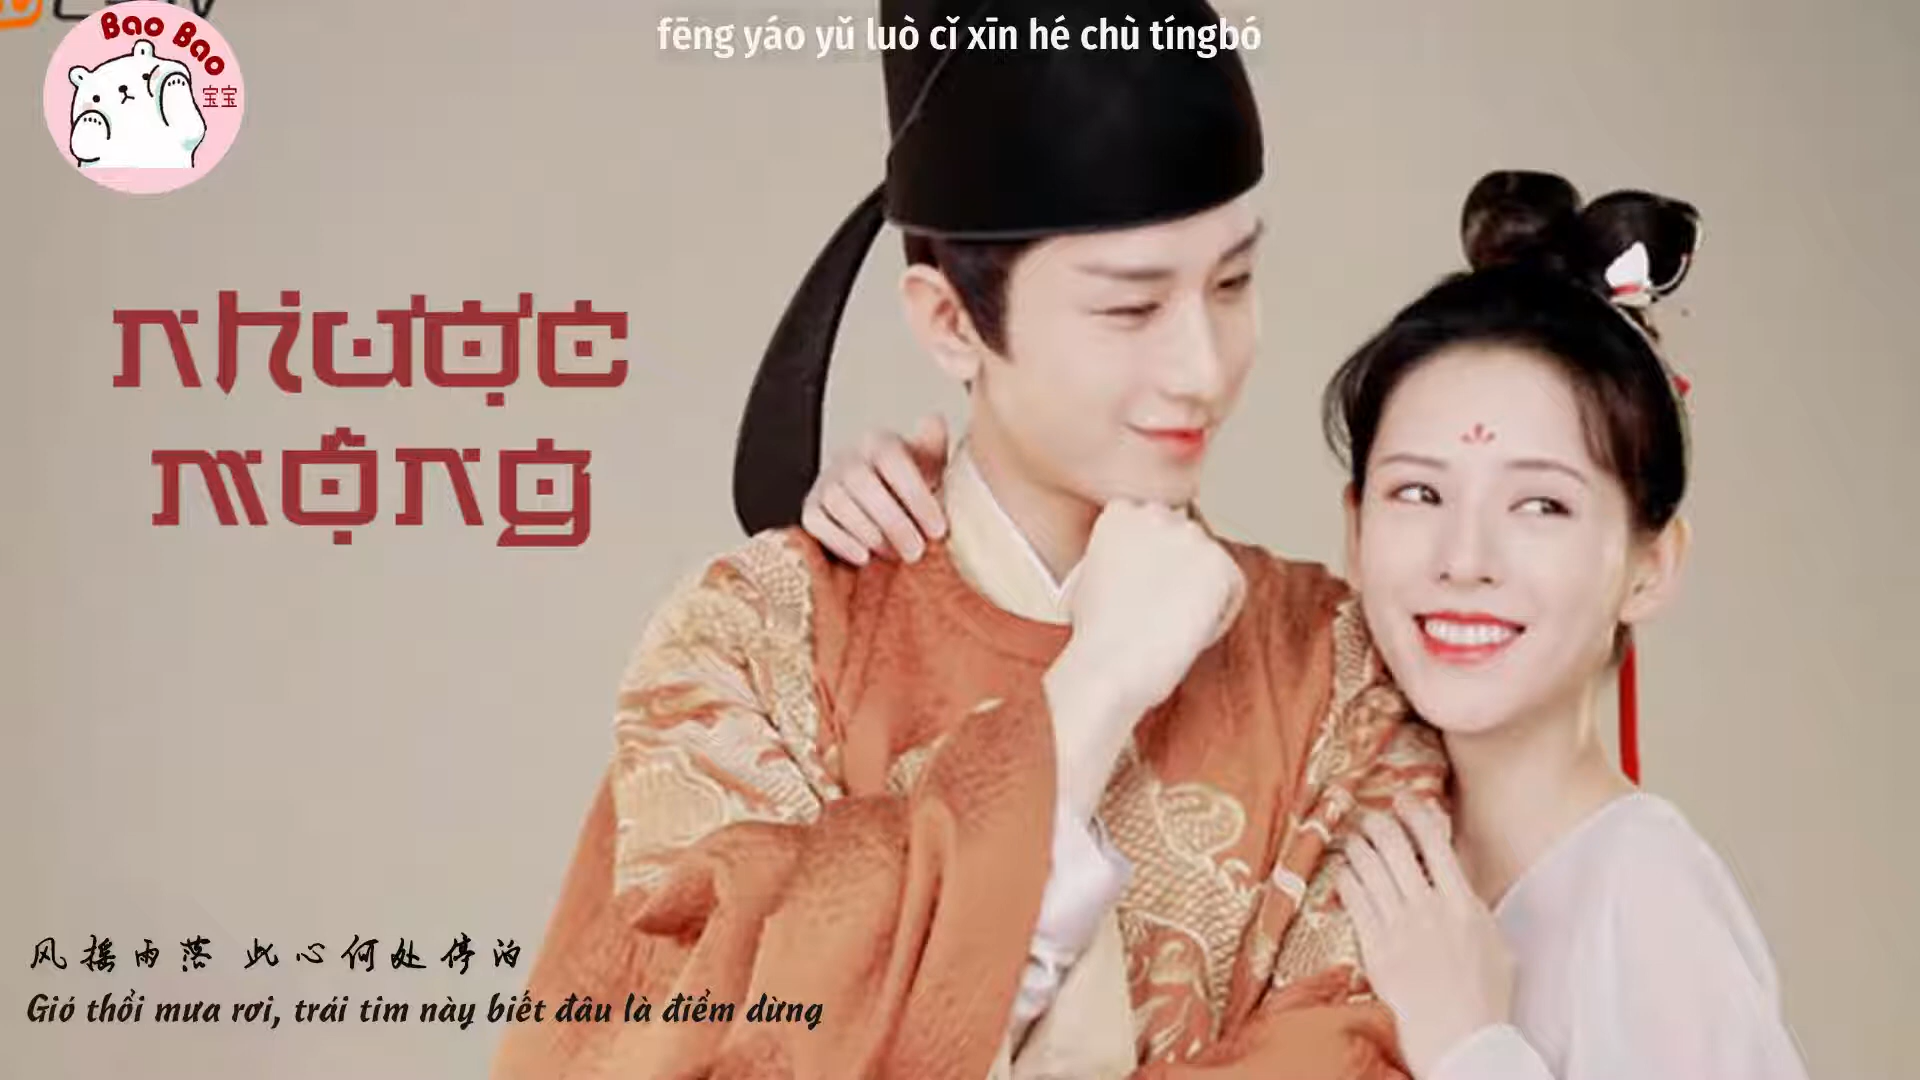 Bao Bao
宝宝
fēng yáo yǔ luò cǐ xīn hé chù tíngbó
Nhược
mộng
风摇雨落 此心何处停泊
Gió thổi mưa rơi, trái tim này biết đâu là điểm dừng